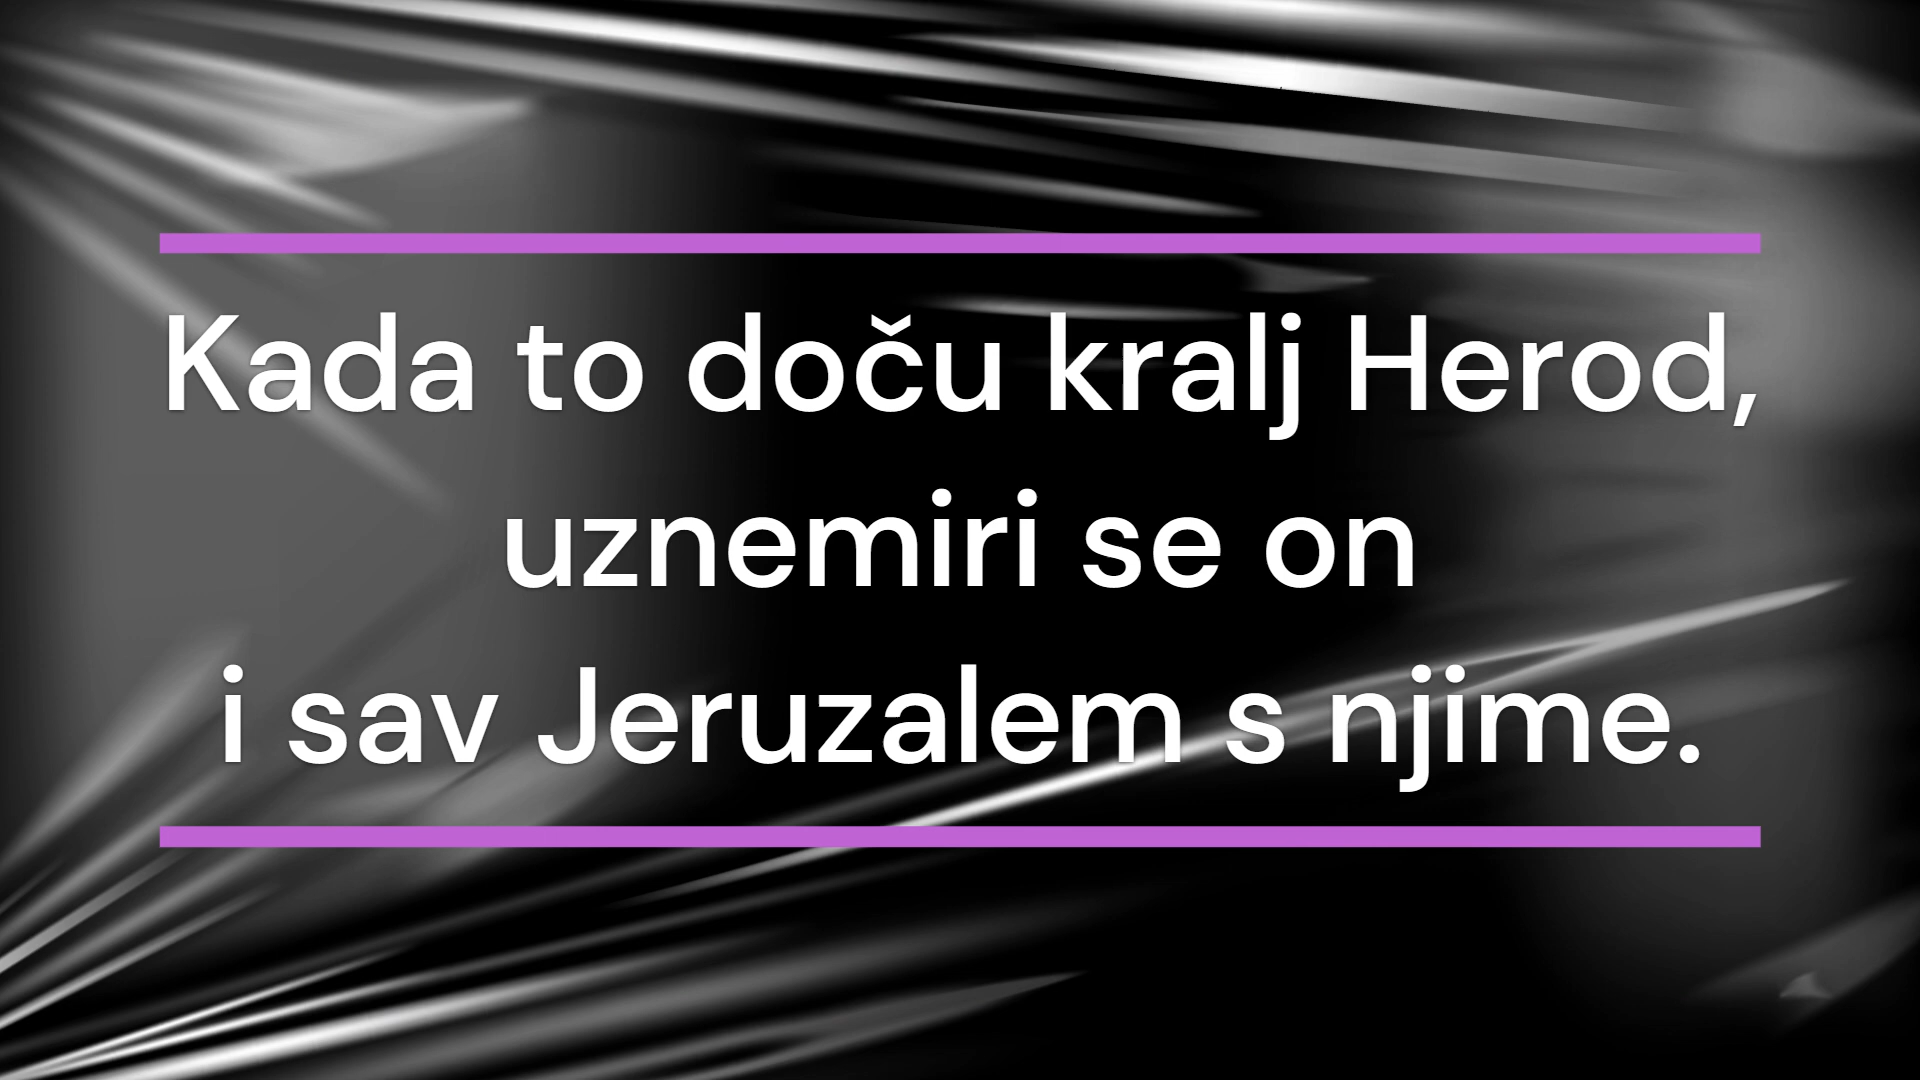 Kada to doču kralj Herod,
uznemiri se on
i sav Jeruzalem s njime.